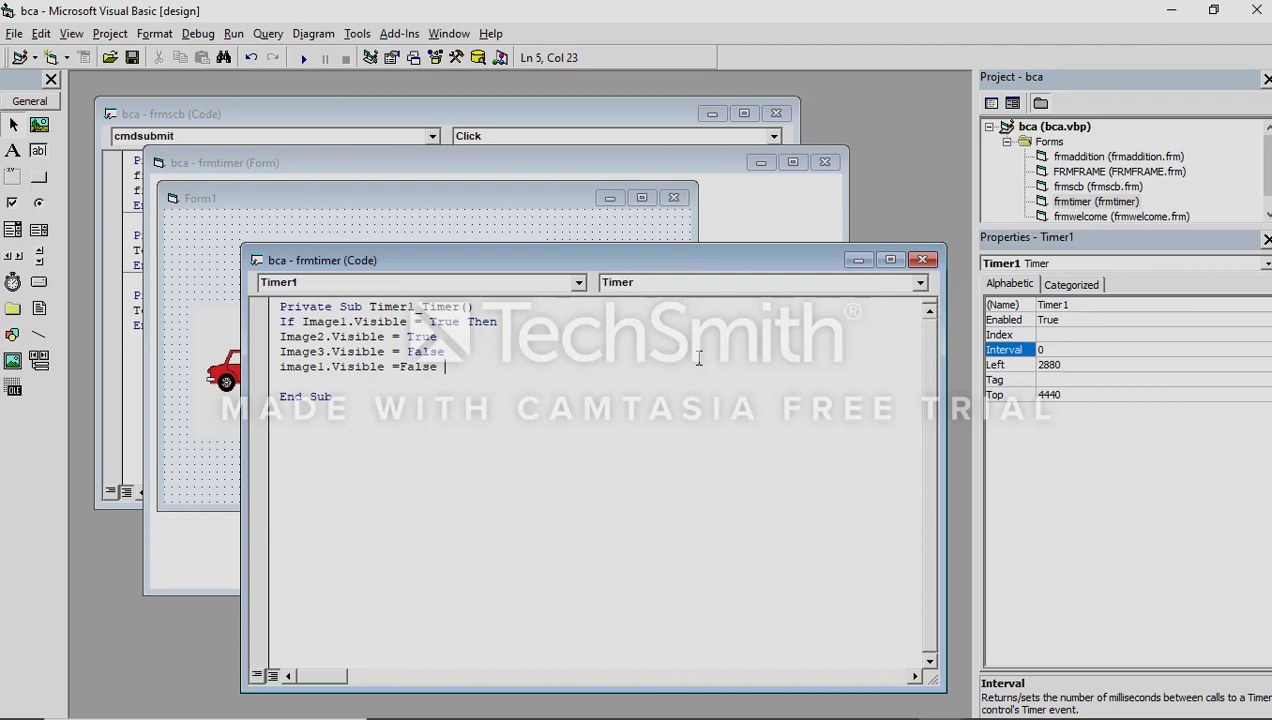 bca - Microsoft Visual Basic [design]
File Edit View Project Format Debug Run Query Diagram Tools Add-Ins Window Help
Ln 5, Col 23
General
bca - frmscb (Code)
cmdsubmit Click
bca - frmtimer (Form)
Form1
bca - frmtimer (Code)
Timer1 Timer
Private Sub Timer1_Timer()
If Image1.Visible = True Then
Image2.Visible = True
Image3.Visible = False
image1.Visible =False
End Sub
TechSmith®
MADE WITH CAMTASIA FREE TRIAL
Project - bca
bca (bca.vbp)
Forms
frmaddition (frmaddition.frm)
FRMFRAME (FRMFRAME.frm)
frmscb (frmscb.frm)
frmtimer (frmtimer)
frmwelcome (frmwelcome.frm)
Properties - Timer1
Timer1 Timer
Alphabetic Categorized
(Name) Timer1
Enabled True
Index
Interval 0
Left 2880
Tag
Top 4440
Interval
Returns/sets the number of milliseconds between calls to a Timer
control's Timer event.